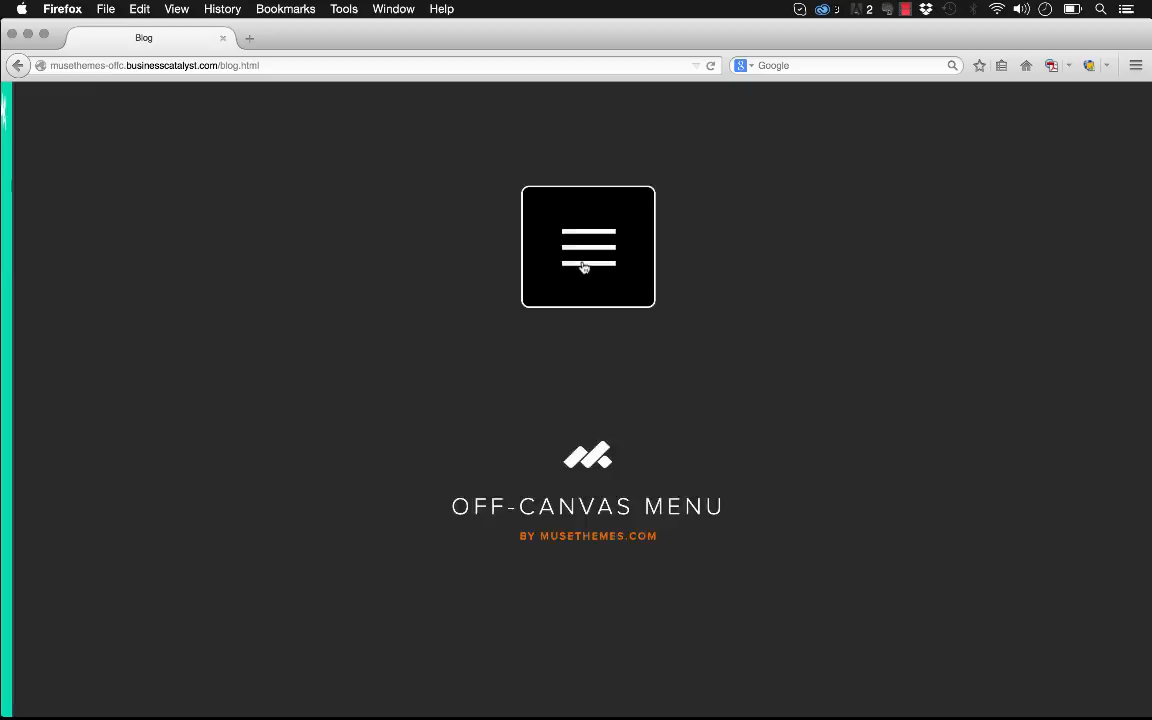 Firefox File Edit View History Bookmarks Tools Window Help 2
Blog
musethemes-offc.businesscatalyst.com/blog.html Google
OFF-CANVAS MENU
BY MUSETHEMES.COM